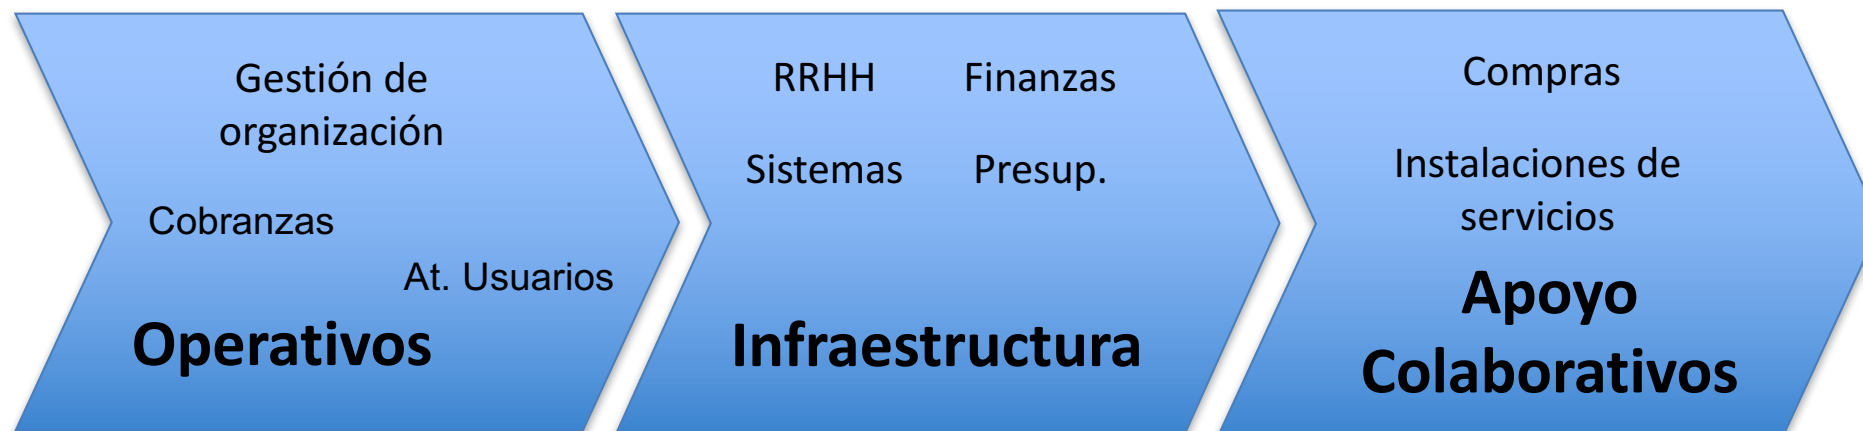 Gestión de
organización
Cobranzas
At. Usuarios
Operativos
RRHH Finanzas
Sistemas Presup.
Infraestructura
Compras
Instalaciones de
servicios
Apoyo
Colaborativos